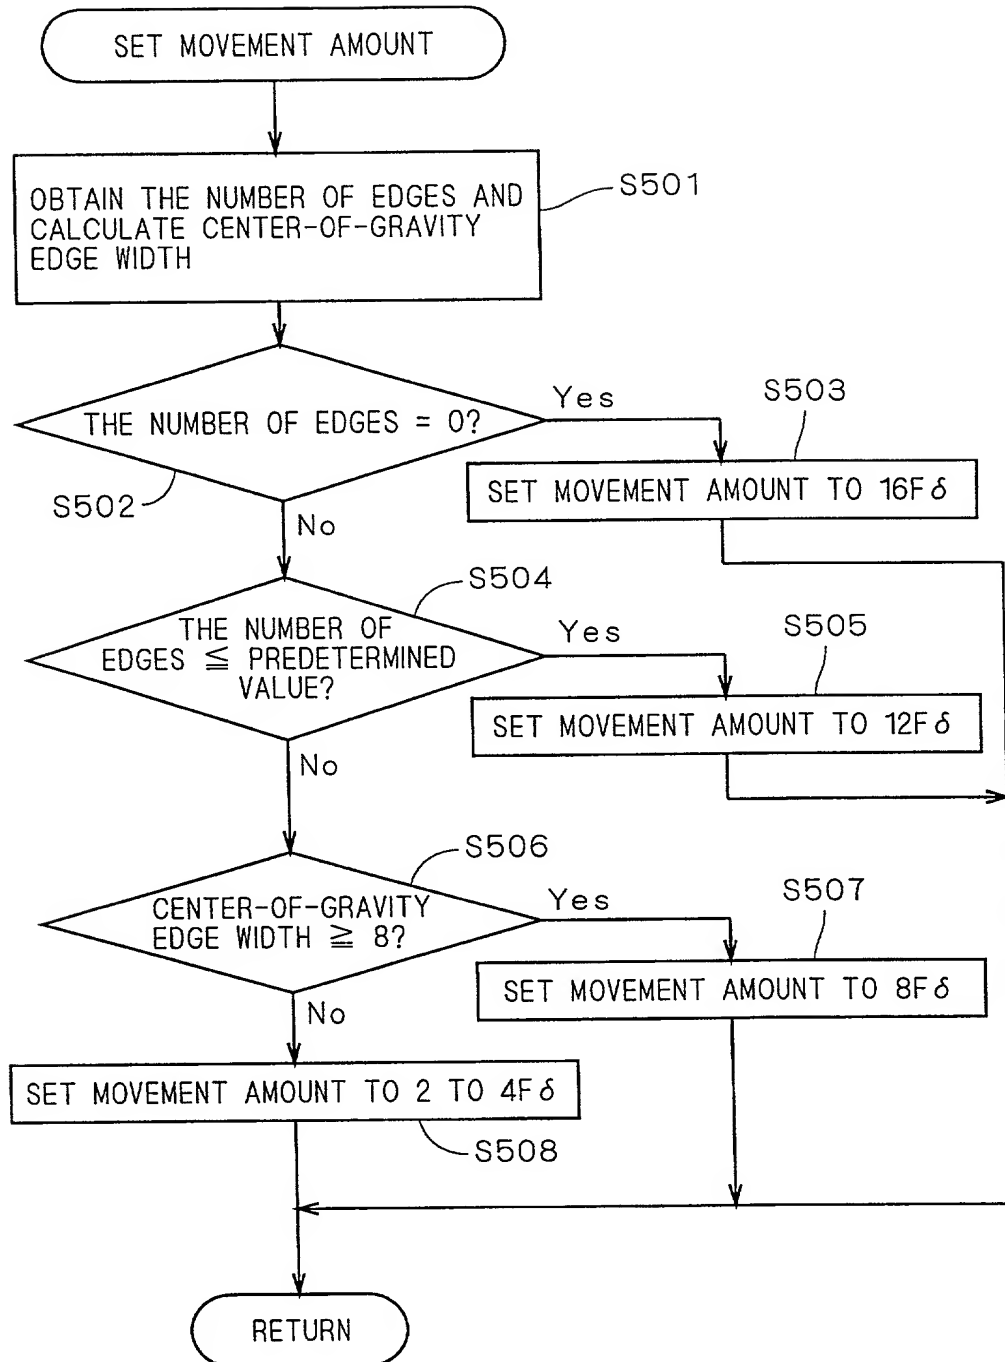 SET MOVEMENT AMOUNT
OBTAIN THE NUMBER OF EDGES AND
CALCULATE CENTER-OF-GRAVITY
EDGE WIDTH
S501
THE NUMBER OF EDGES = 0?
S502
Yes
No
S503
SET MOVEMENT AMOUNT TO 16Fδ
S504
THE NUMBER OF
EDGES ≦ PREDETERMINED
VALUE?
Yes
No
S505
SET MOVEMENT AMOUNT TO 12Fδ
S506
CENTER-OF-GRAVITY
EDGE WIDTH ≧ 8?
Yes
No
S507
SET MOVEMENT AMOUNT TO 8Fδ
SET MOVEMENT AMOUNT TO 2 TO 4Fδ
S508
RETURN